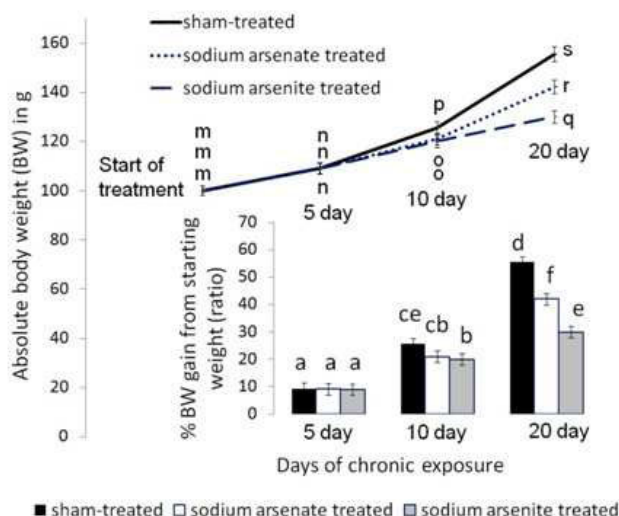 sham-treated
sodium arsenate treated
sodium arsenite treated
Absolute body weight (BW) in g
160
140
120
100
80
60
40
20
0
Start of
treatment
m
m
m
n
n
n
5 day
p
o
o
10 day
s
r
q
20 day
% BW gain from starting
weight (ratio)
70
60
50
40
30
20
10
0
a a a
ce cb b
d f e
5 day 10 day 20 day
Days of chronic exposure
sham-treated sodium arsenate treated sodium arsenite treated